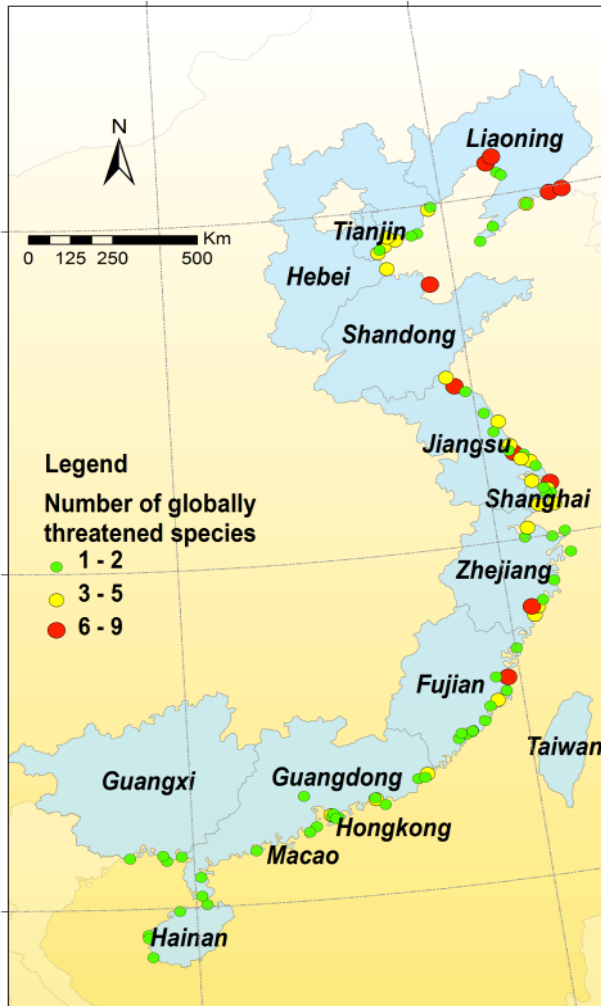 N
Liaoning
Km
0 125 250 500
Tianjin
Hebei
Shandong
Jiangsu
Legend
Number of globally
threatened species
1 - 2
3 - 5
6 - 9
Shanghai
Zhejiang
Fujian
Taiwan
Guangxi
Guangdong
Hongkong
Macao
Hainan